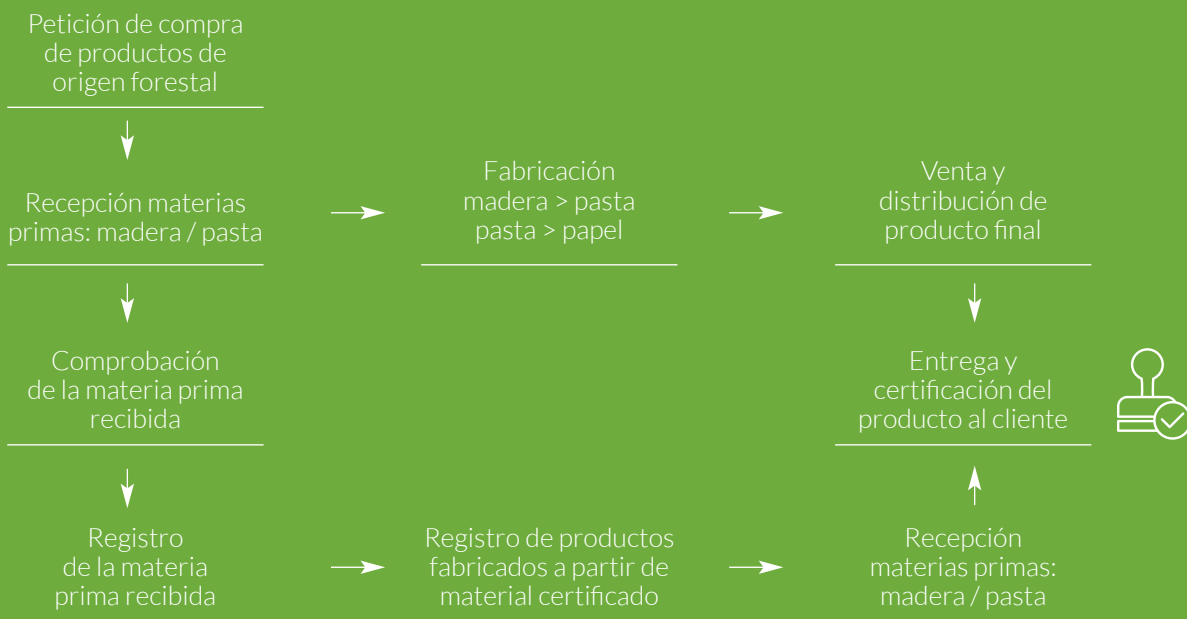 Petición de compra
de productos de
origen forestal
Recepción materias
primas: madera / pasta
Fabricación
madera > pasta
pasta > papel
Venta y
distribución de
producto final
Comprobación
de la materia prima
recibida
Entrega y
certificación del
producto al cliente
Registro
de la materia
prima recibida
Registro de productos
fabricados a partir de
material certificado
Recepción
materias primas:
madera / pasta